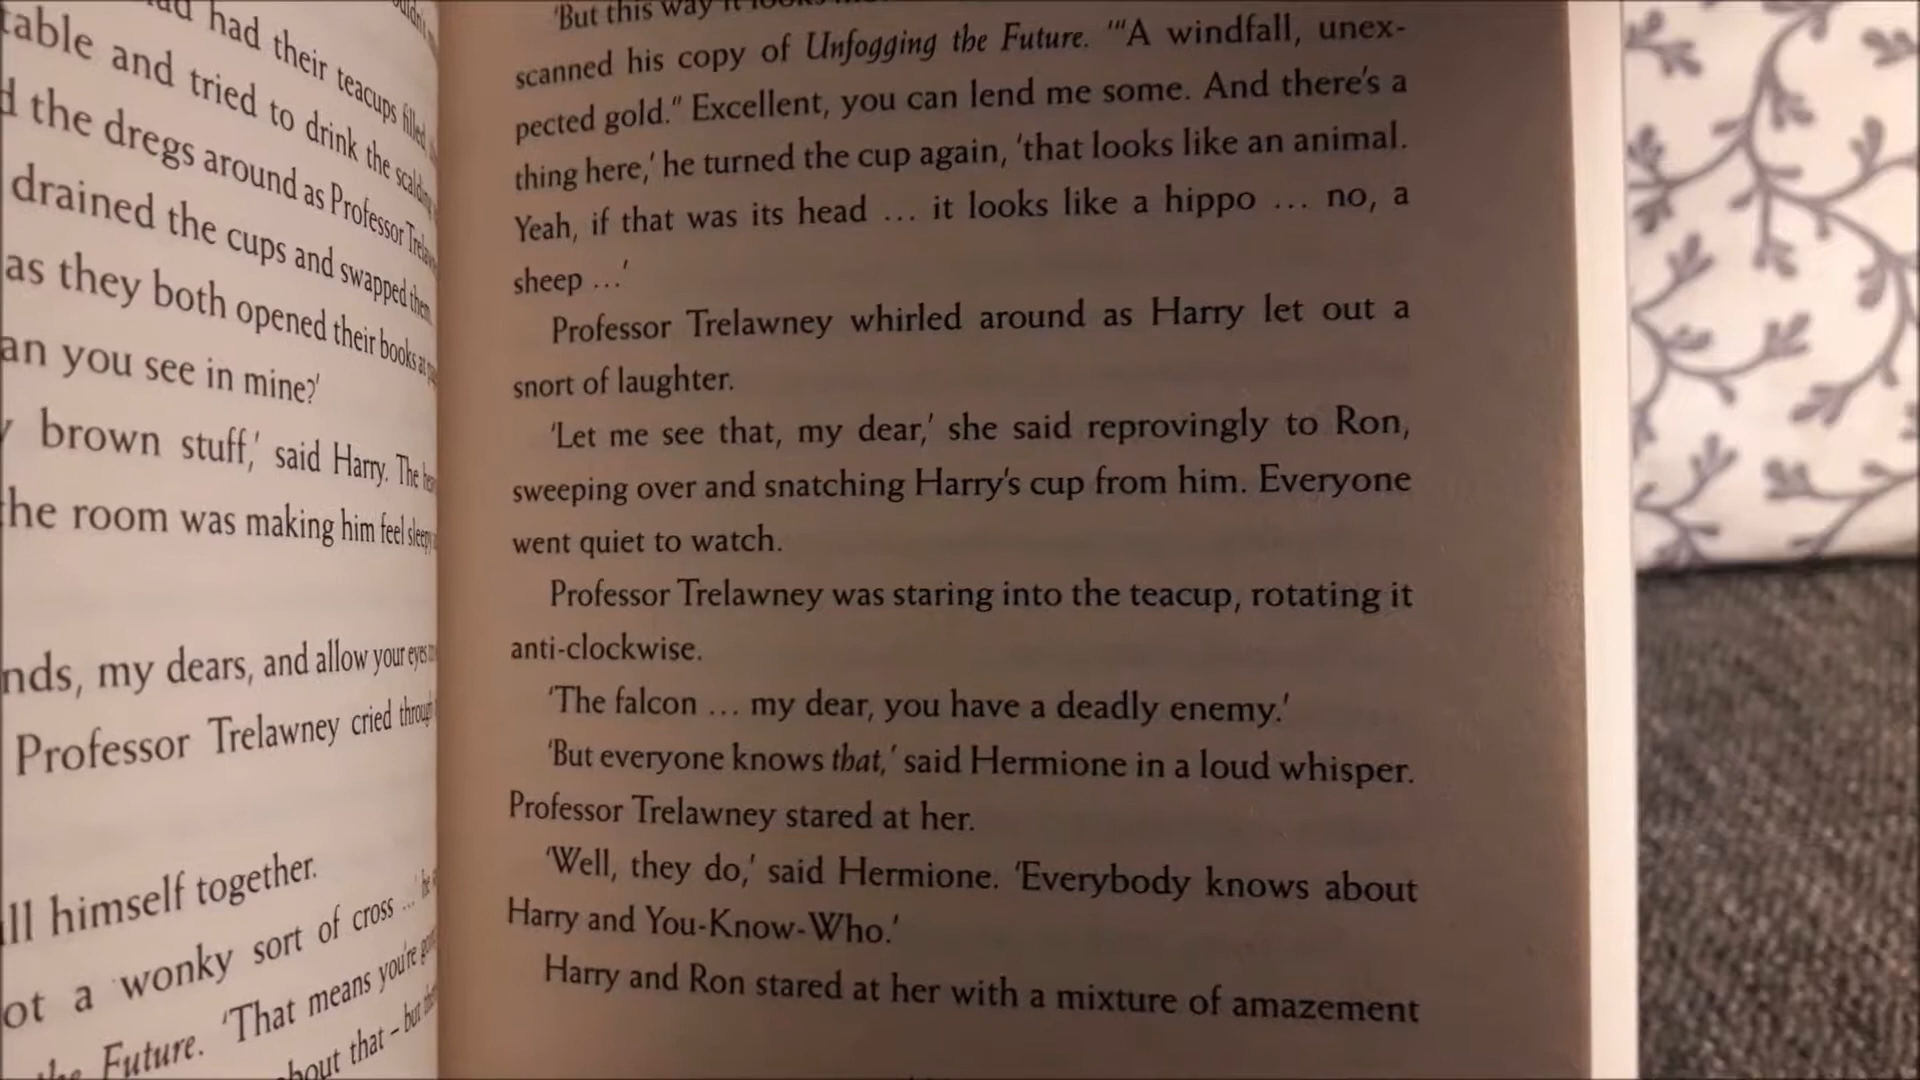 had their teacups filled
table and tried to drink the scalding
the dregs around as Professor
drained the cups and swapped them
as they both opened their books at
an you see in mine?'
brown stuff,' said Harry. The
he room was making him feel sleepy
nds, my dears, and allow your eyes
Professor Trelawney cried through
ll himself together.
ot a wonky sort of cross ...'
Future. 'That means you're
bout that – but
'But this way it looks
scanned his copy of Unfogging the Future. '"A windfall, unex-
pected gold." Excellent, you can lend me some. And there's a
thing here,' he turned the cup again, 'that looks like an animal.
Yeah, if that was its head ... it looks like a hippo ... no, a
sheep ...'
Professor Trelawney whirled around as Harry let out a
snort of laughter.
'Let me see that, my dear,' she said reprovingly to Ron,
sweeping over and snatching Harry's cup from him. Everyone
went quiet to watch.
Professor Trelawney was staring into the teacup, rotating it
anti-clockwise.
'The falcon ... my dear, you have a deadly enemy.'
'But everyone knows that,' said Hermione in a loud whisper.
Professor Trelawney stared at her.
'Well, they do,' said Hermione. 'Everybody knows about
Harry and You-Know-Who.'
Harry and Ron stared at her with a mixture of amazement